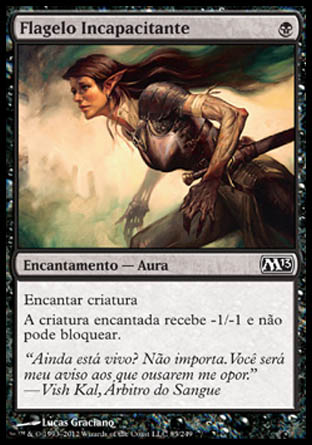 Flagelo Incapacitante
Encantamento — Aura
M13
Encantar criatura
A criatura encantada recebe -1/-1 e não
pode bloquear.
“Ainda está vivo? Não importa. Você será
meu aviso aos que ousarem me opor.”
—Vish Kal, Árbitro do Sangue
Lucas Graciano
™ & © 1993–2012 Wizards of the Coast LLC 85/249